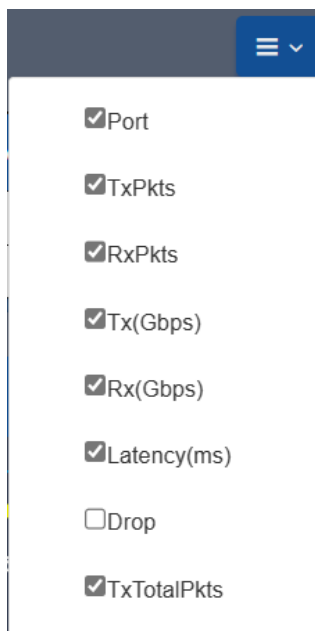 Port
TxPkts
RxPkts
Tx(Gbps)
Rx(Gbps)
Latency(ms)
Drop
TxTotalPkts